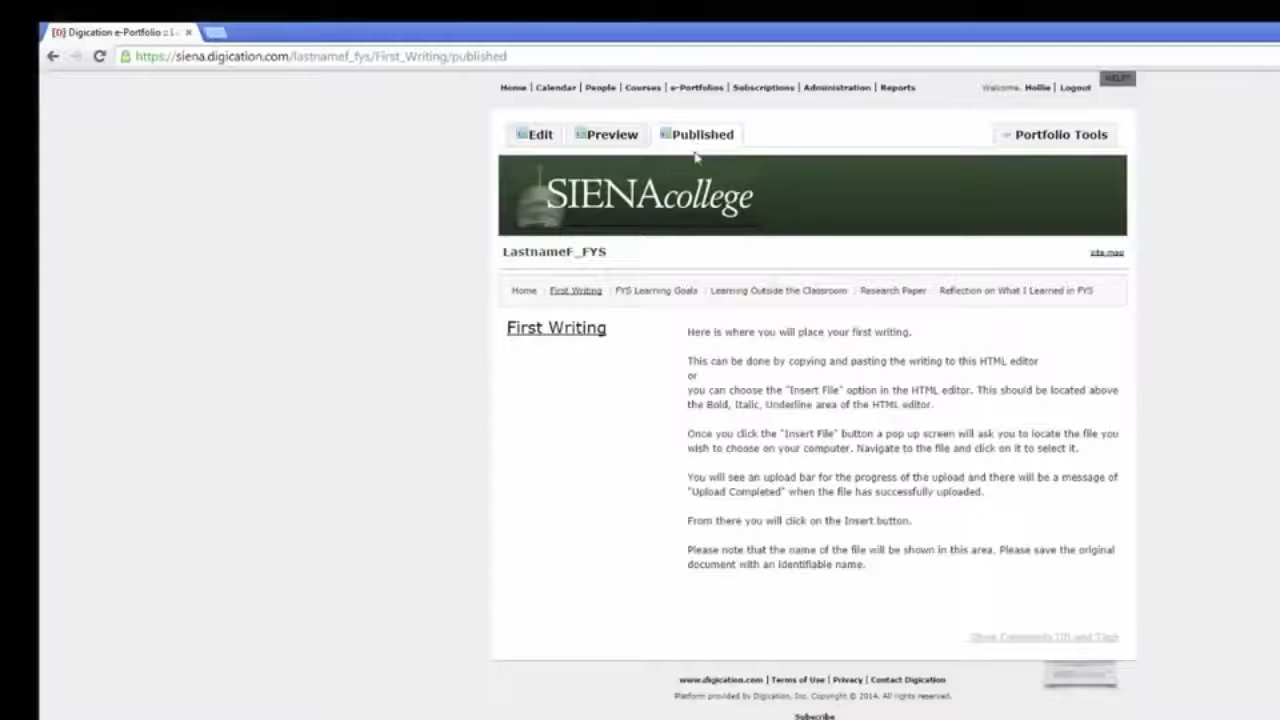 [D] Digication e-Portfolio :: L
https://siena.digication.com/lastnamef_fys/First_Writing/published
HELP?
Home | Calendar | People | Courses | e-Portfolios | Subscriptions | Administration | Reports
Welcome, Hollie | Logout
Edit
Preview
Published
Portfolio Tools
SIENAcollege
LastnameF_FYS
site map
Home
First Writing
FYS Learning Goals
Learning Outside the Classroom
Research Paper
Reflection on What I Learned in FYS
First Writing
Here is where you will place your first writing.
This can be done by copying and pasting the writing to this HTML editor
or
you can choose the "Insert File" option in the HTML editor. This should be located above
the Bold, Italic, Underline area of the HTML editor.
Once you click the "Insert File" button a pop up screen will ask you to locate the file you
wish to choose on your computer. Navigate to the file and click on it to select it.
You will see an upload bar for the progress of the upload and there will be a message of
"Upload Completed" when the file has successfully uploaded.
From there you will click on the Insert button.
Please note that the name of the file will be shown in this area. Please save the original
document with an identifiable name.
Show Comments (0) and Tags
www.digication.com | Terms of Use | Privacy | Contact Digication
Platform provided by Digication, Inc. Copyright © 2014. All rights reserved.
Subscribe